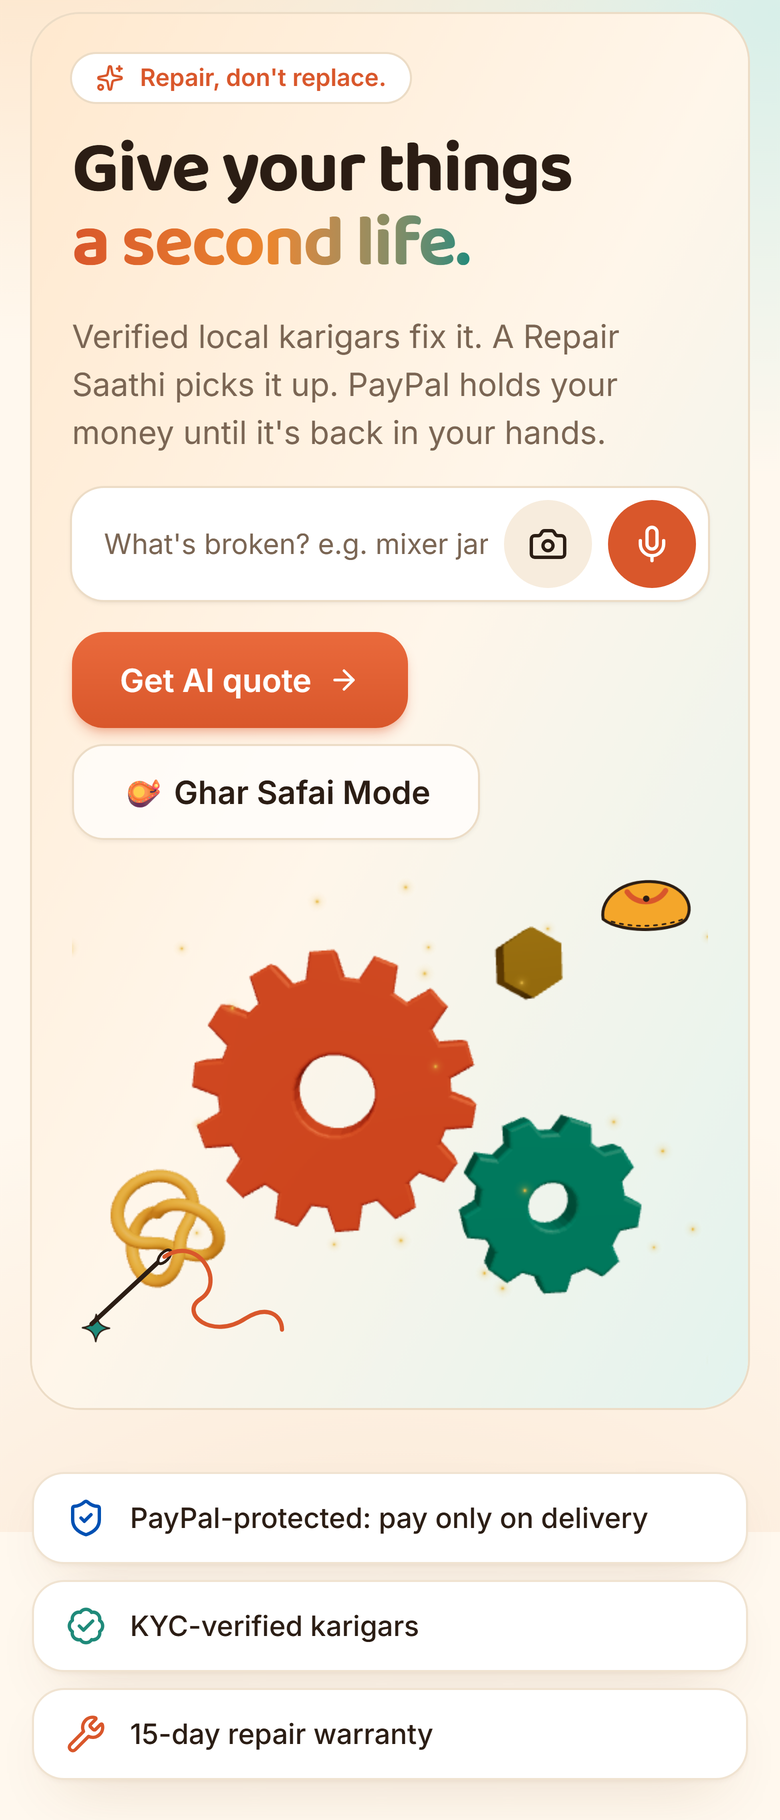 Repair, don't replace.
Give your things
a second life.
Verified local karigars fix it. A Repair
Saathi picks it up. PayPal holds your
money until it's back in your hands.
What's broken? e.g. mixer jar
Get AI quote →
Ghar Safai Mode
PayPal-protected: pay only on delivery
KYC-verified karigars
15-day repair warranty